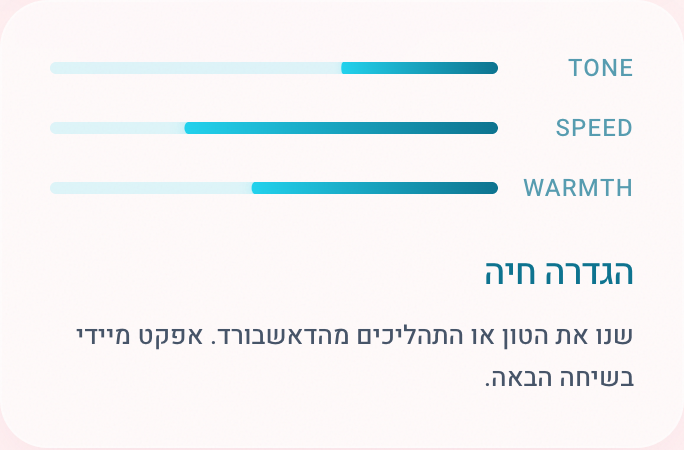 TONE
SPEED
WARMTH
הגדרה חיה
שנו את הטון או התהליכים מהדאשבורד. אפקט מיידי
בשיחה הבאה.